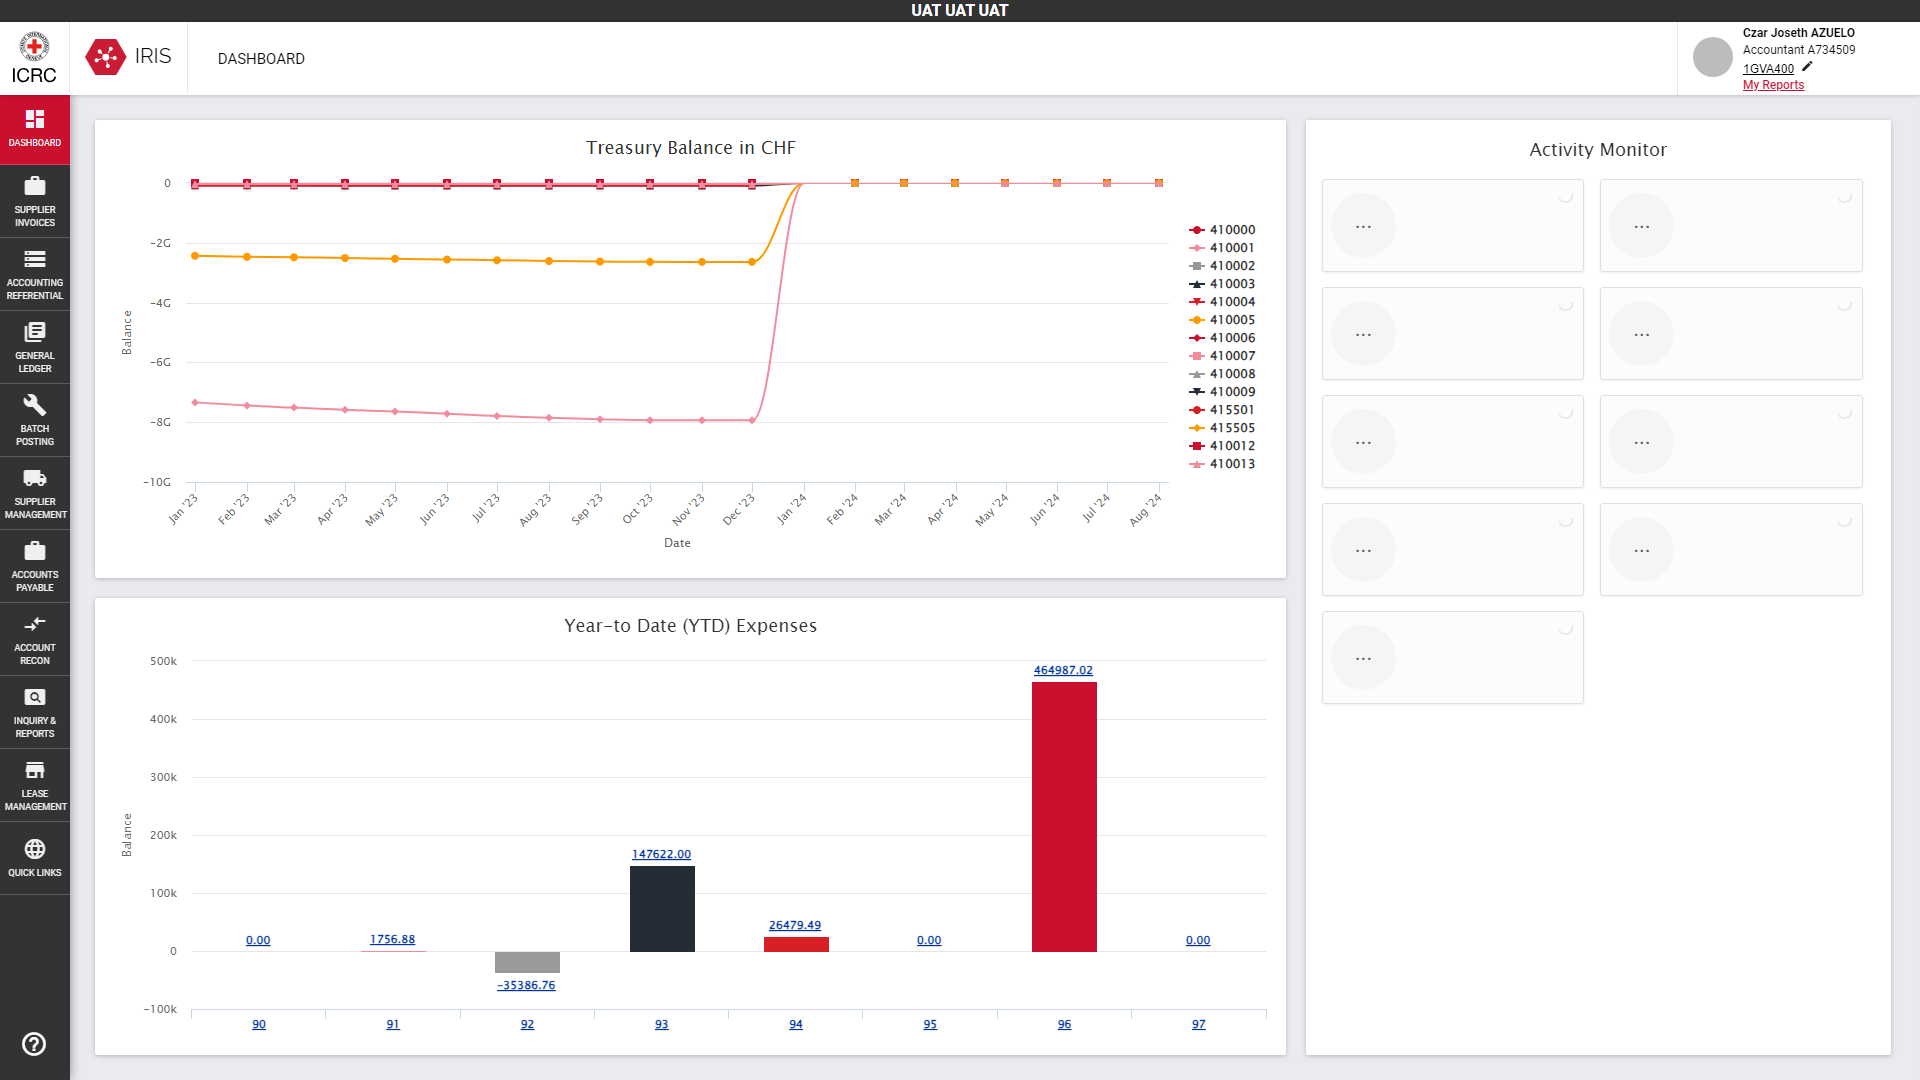 UAT UAT UAT
ICRC
IRIS
DASHBOARD
Czar Joseth AZUELO
Accountant A734509
1GVA400
My Reports
DASHBOARD
SUPPLIER
INVOICES
ACCOUNTING
REFERENTIAL
GENERAL
LEDGER
BATCH
POSTING
SUPPLIER
MANAGEMENT
ACCOUNTS
PAYABLE
ACCOUNT
RECON
INQUIRY &
REPORTS
LEASE
MANAGEMENT
QUICK LINKS
Treasury Balance in CHF
Balance
0
-2G
-4G
-6G
-8G
-10G
Jan '23
Feb '23
Mar '23
Apr '23
May '23
Jun '23
Jul '23
Aug '23
Sep '23
Oct '23
Nov '23
Dec '23
Jan '24
Feb '24
Mar '24
Apr '24
May '24
Jun '24
Jul '24
Aug '24
Date
410000
410001
410002
410003
410004
410005
410006
410007
410008
410009
415501
415505
410012
410013
Year-to Date (YTD) Expenses
Balance
500k
400k
300k
200k
100k
0
-100k
0.00
1756.88
-35386.76
147622.00
26479.49
0.00
464987.02
0.00
90
91
92
93
94
95
96
97
Activity Monitor
...
...
...
...
...
...
...
...
...